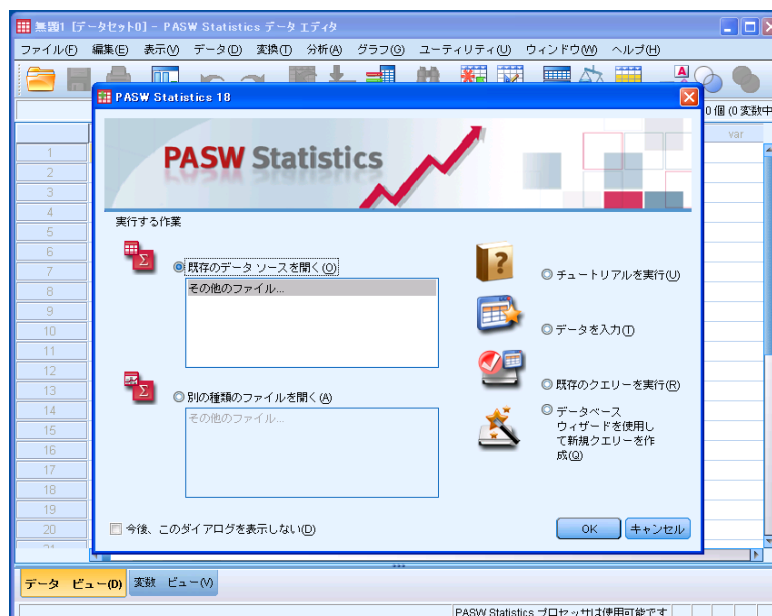 無題1 [データセット0] - PASW Statistics データ エディタ
ファイル(F) 編集(E) 表示(V) データ(D) 変換(T) 分析(A) グラフ(G) ユーティリティ(U) ウィンドウ(W) ヘルプ(H)
PASW Statistics 18
0 個 (0 変数中
var
PASW Statistics
実行する作業
既存のデータ ソースを開く(O)
その他のファイル...
別の種類のファイルを開く(A)
その他のファイル...
チュートリアルを実行(U)
データを入力(T)
既存のクエリーを実行(R)
データベース
ウィザードを使用し
て新規クエリーを作
成(Q)
今後、このダイアログを表示しない(D)
OK キャンセル
1
2
3
4
5
6
7
8
9
10
11
12
13
14
15
16
17
18
19
20
データ ビュー(D) 変数 ビュー(V)
PASW Statistics プロセッサは使用可能です